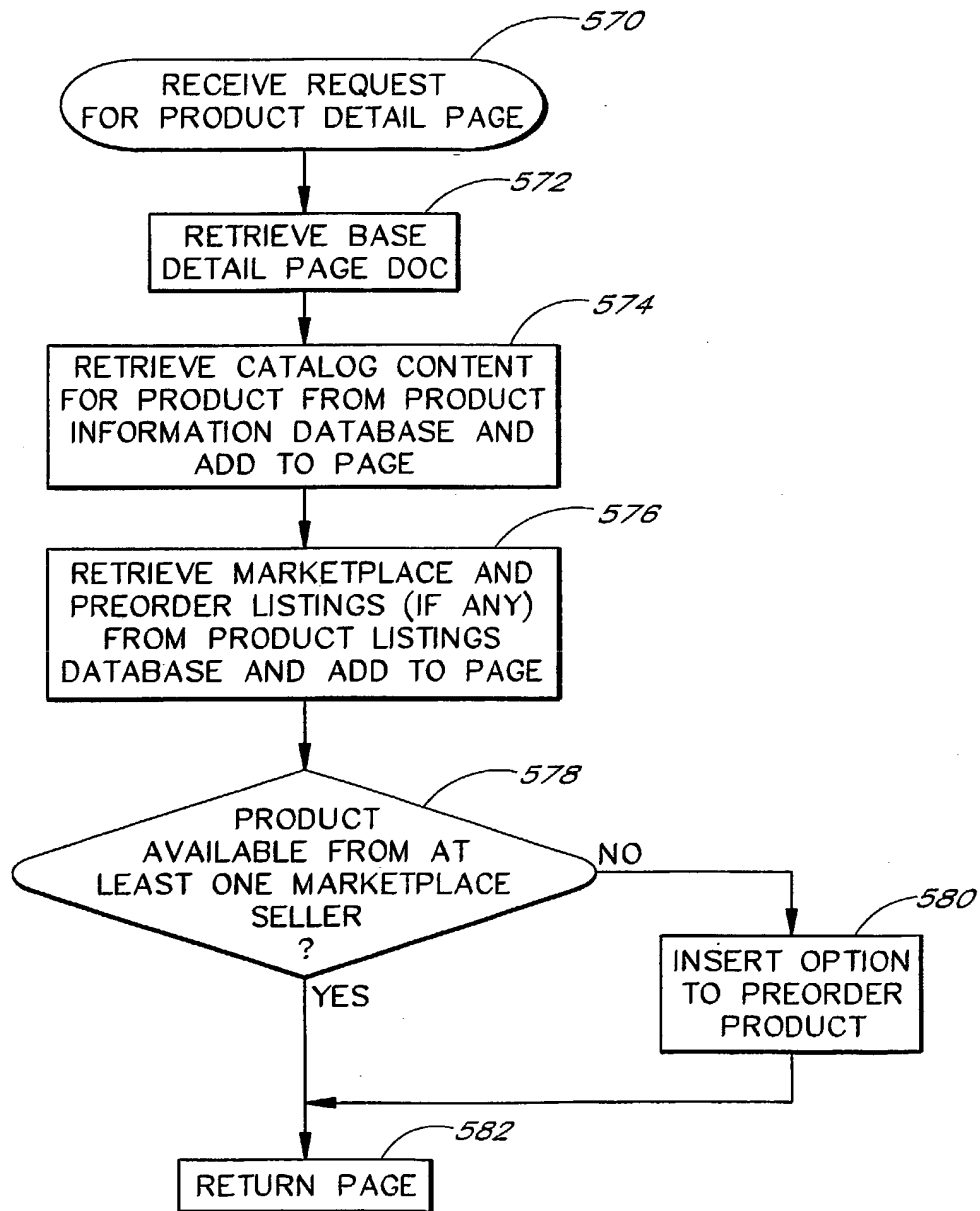 570
RECEIVE REQUEST
FOR PRODUCT DETAIL PAGE
572
RETRIEVE BASE
DETAIL PAGE DOC
574
RETRIEVE CATALOG CONTENT
FOR PRODUCT FROM PRODUCT
INFORMATION DATABASE AND
ADD TO PAGE
576
RETRIEVE MARKETPLACE AND
PREORDER LISTINGS (IF ANY)
FROM PRODUCT LISTINGS
DATABASE AND ADD TO PAGE
578
PRODUCT
AVAILABLE FROM AT
LEAST ONE MARKETPLACE
SELLER
?
NO
580
INSERT OPTION
TO PREORDER
PRODUCT
YES
582
RETURN PAGE